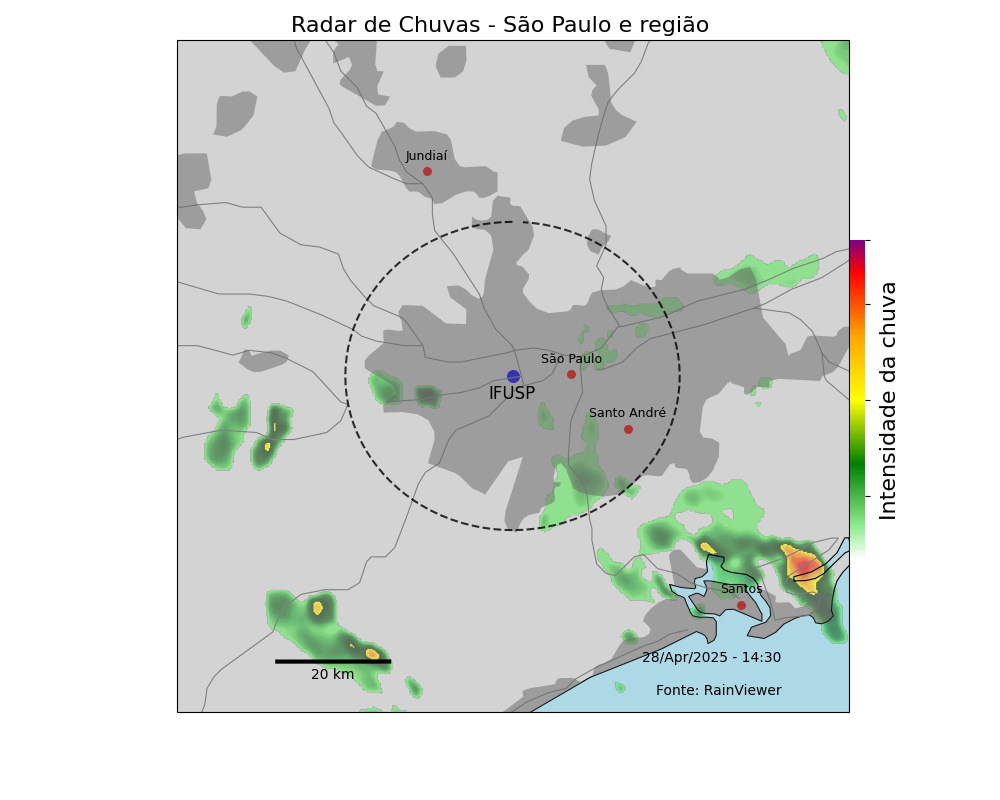 Radar de Chuvas - São Paulo e região
Jundiaí
São Paulo
IFUSP
Santo André
Santos
28/Apr/2025 - 14:30
20 km
Fonte: RainViewer
Intensidade da chuva